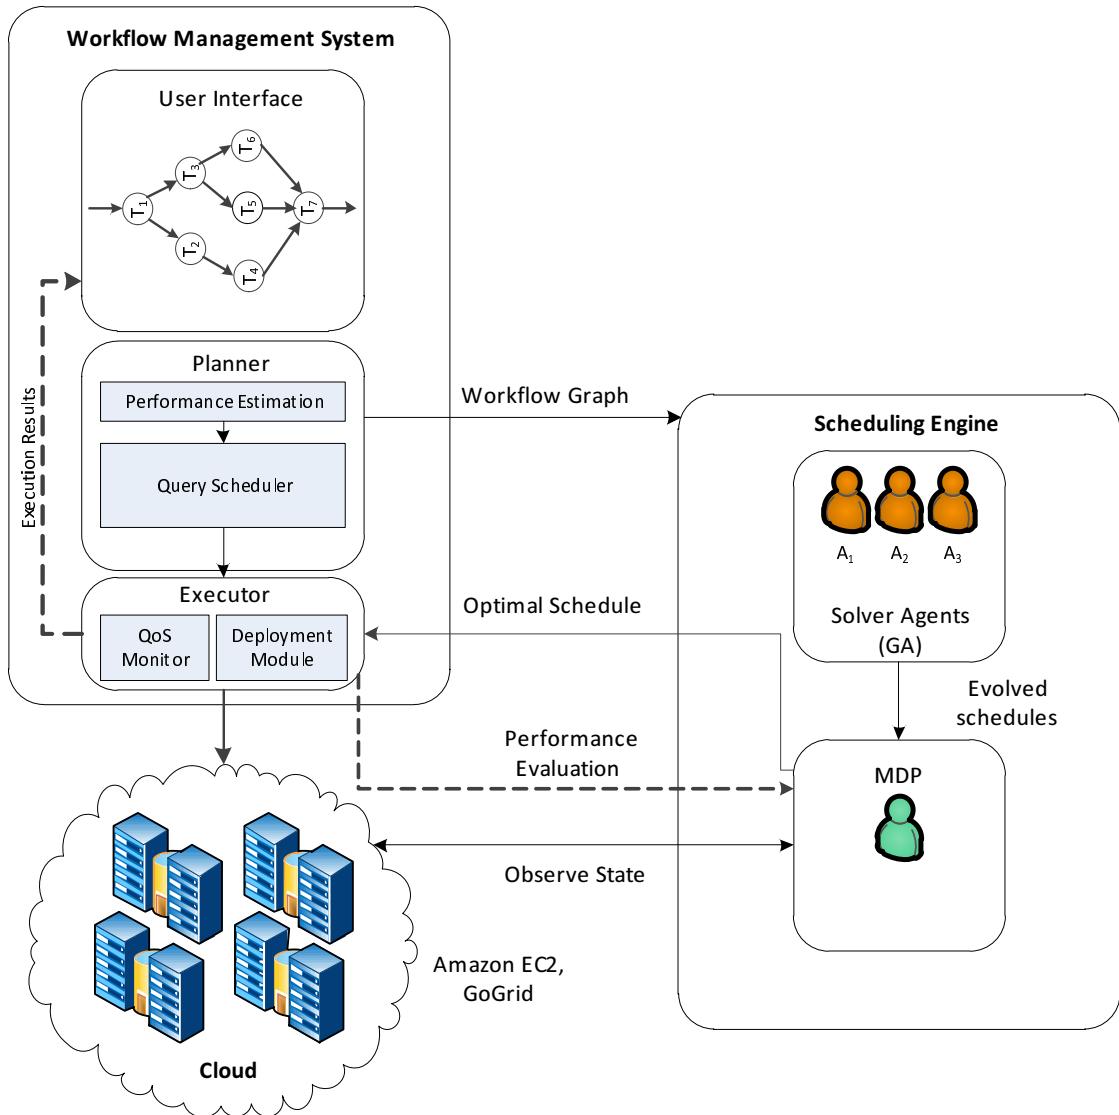 Workflow Management System
User Interface
T6
T3
T1
T5
T7
T2
T4
Execution Results
Planner
Performance Estimation
Query Scheduler
Workflow Graph
Scheduling Engine
A1
A2
A3
Solver Agents
(GA)
Executor
QoS
Monitor
Deployment
Module
Optimal Schedule
Evolved
schedules
Performance
Evaluation
MDP
Observe State
Amazon EC2,
GoGrid
Cloud